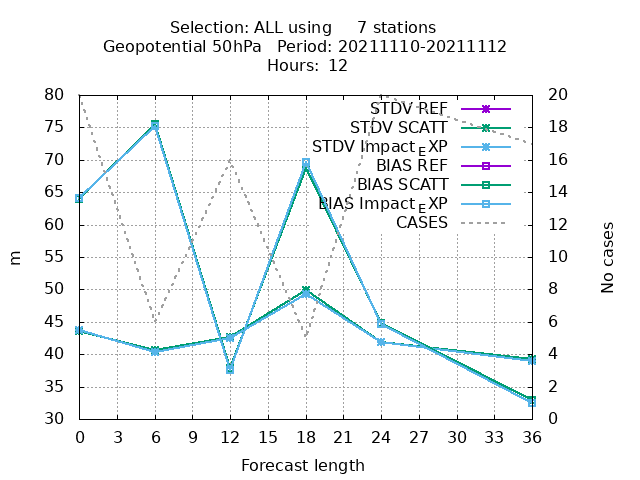 Selection: ALL using     7 stations
Geopotential 50hPa   Period: 20211110-20211112
Hours:  12
80 20
75 18
70 16
65 14
60 12
55 10
50 8
45 6
40 4
35 2
30 0
STDV REF
STDV SCATT
STDV Impact_EXP
BIAS REF
BIAS SCATT
BIAS Impact_EXP
CASES
m
No cases
0 3 6 9 12 15 18 21 24 27 30 33 36
Forecast length